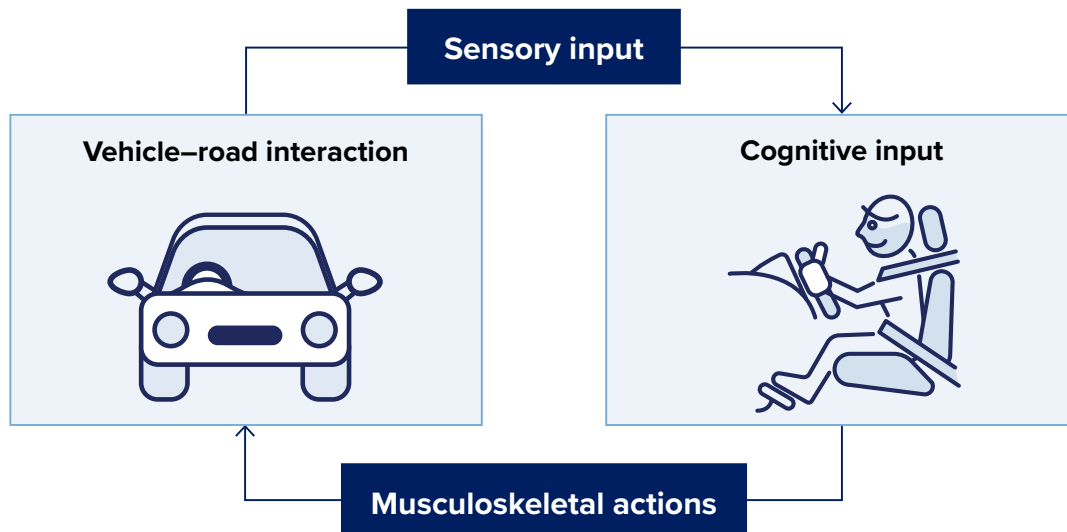 Sensory input
Vehicle–road interaction
Cognitive input
Musculoskeletal actions